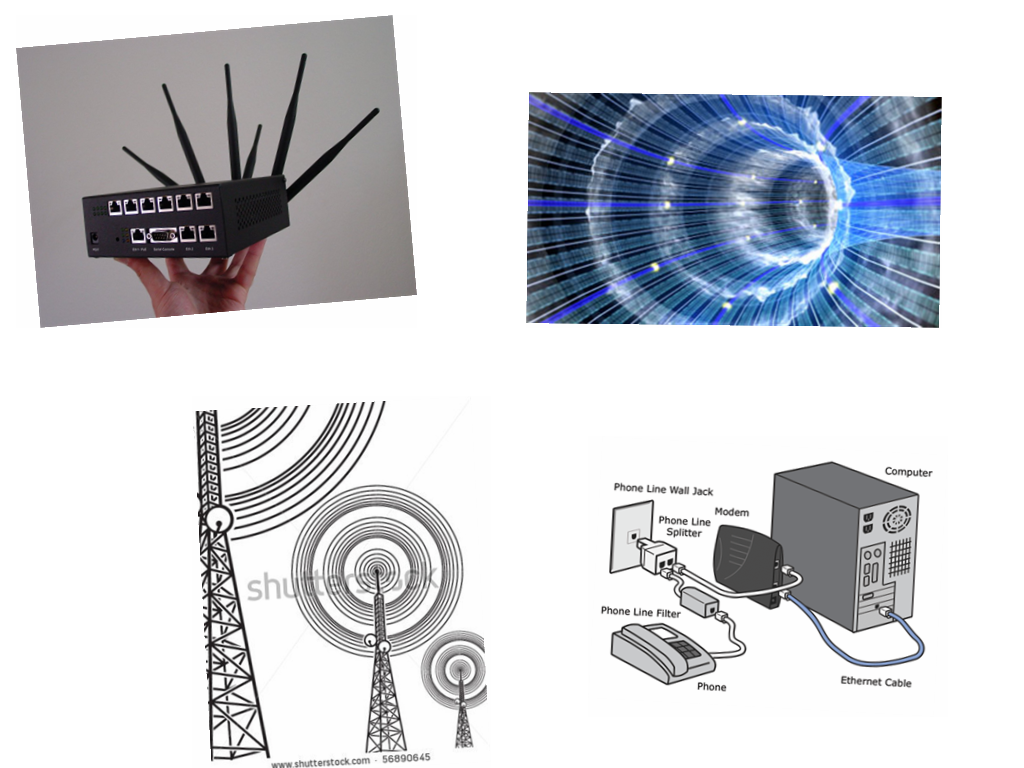 Computer
Phone Line Wall Jack
Modem
Phone Line
Splitter
Phone Line Filter
Phone
Ethernet Cable
shutterstock
www.shutterstock.com · 56890645